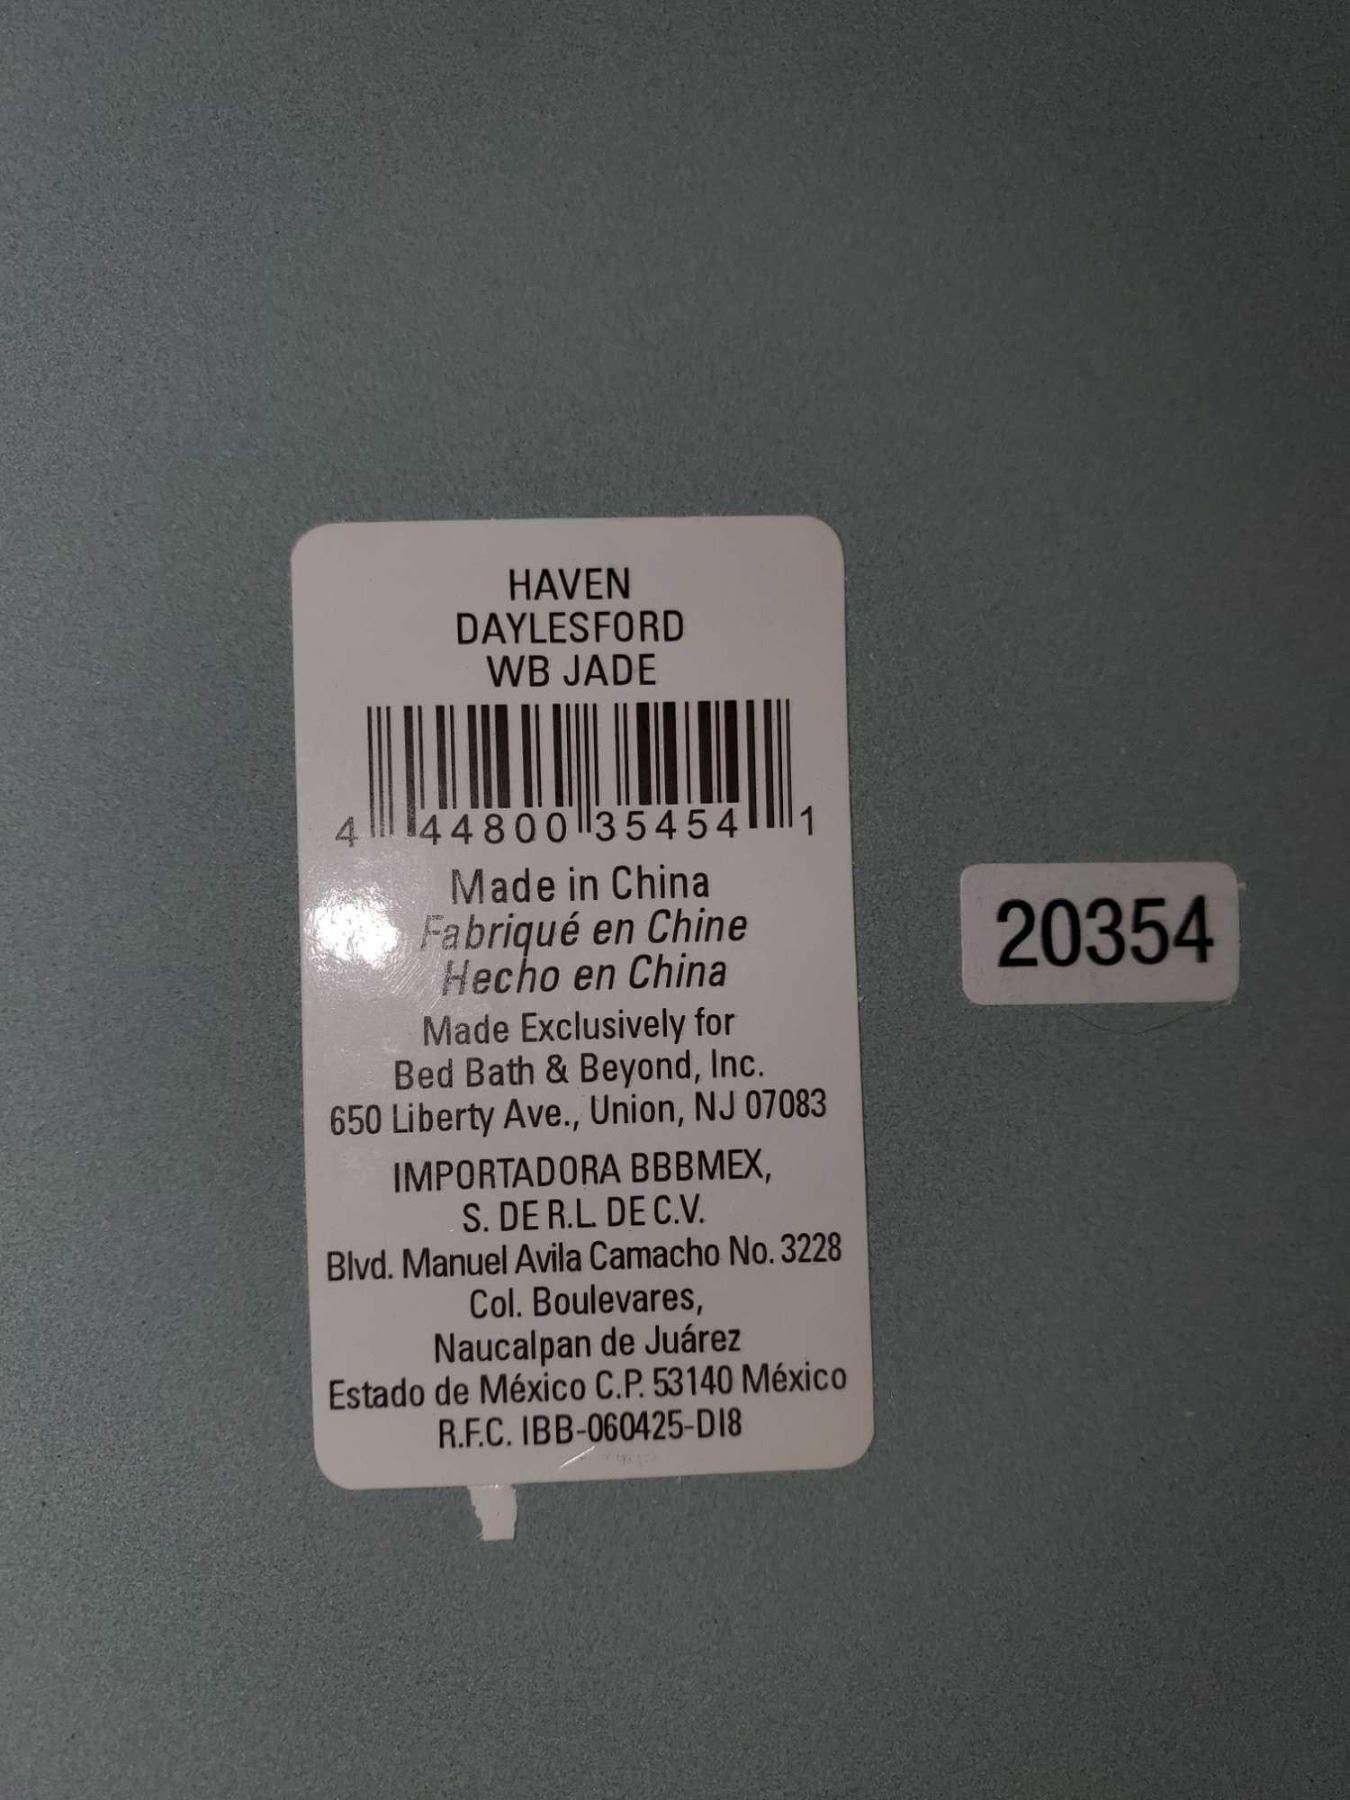 HAVEN
DAYLESFORD
WB JADE
4 44800 35454 1
Made in China
Fabriqué en Chine
Hecho en China
Made Exclusively for
Bed Bath & Beyond, Inc.
650 Liberty Ave., Union, NJ 07083
IMPORTADORA BBBMEX,
S. DE R.L. DE C.V.
Blvd. Manuel Avila Camacho No. 3228
Col. Boulevares,
Naucalpan de Juárez
Estado de México C.P. 53140 México
R.F.C. IBB-060425-DI8
20354